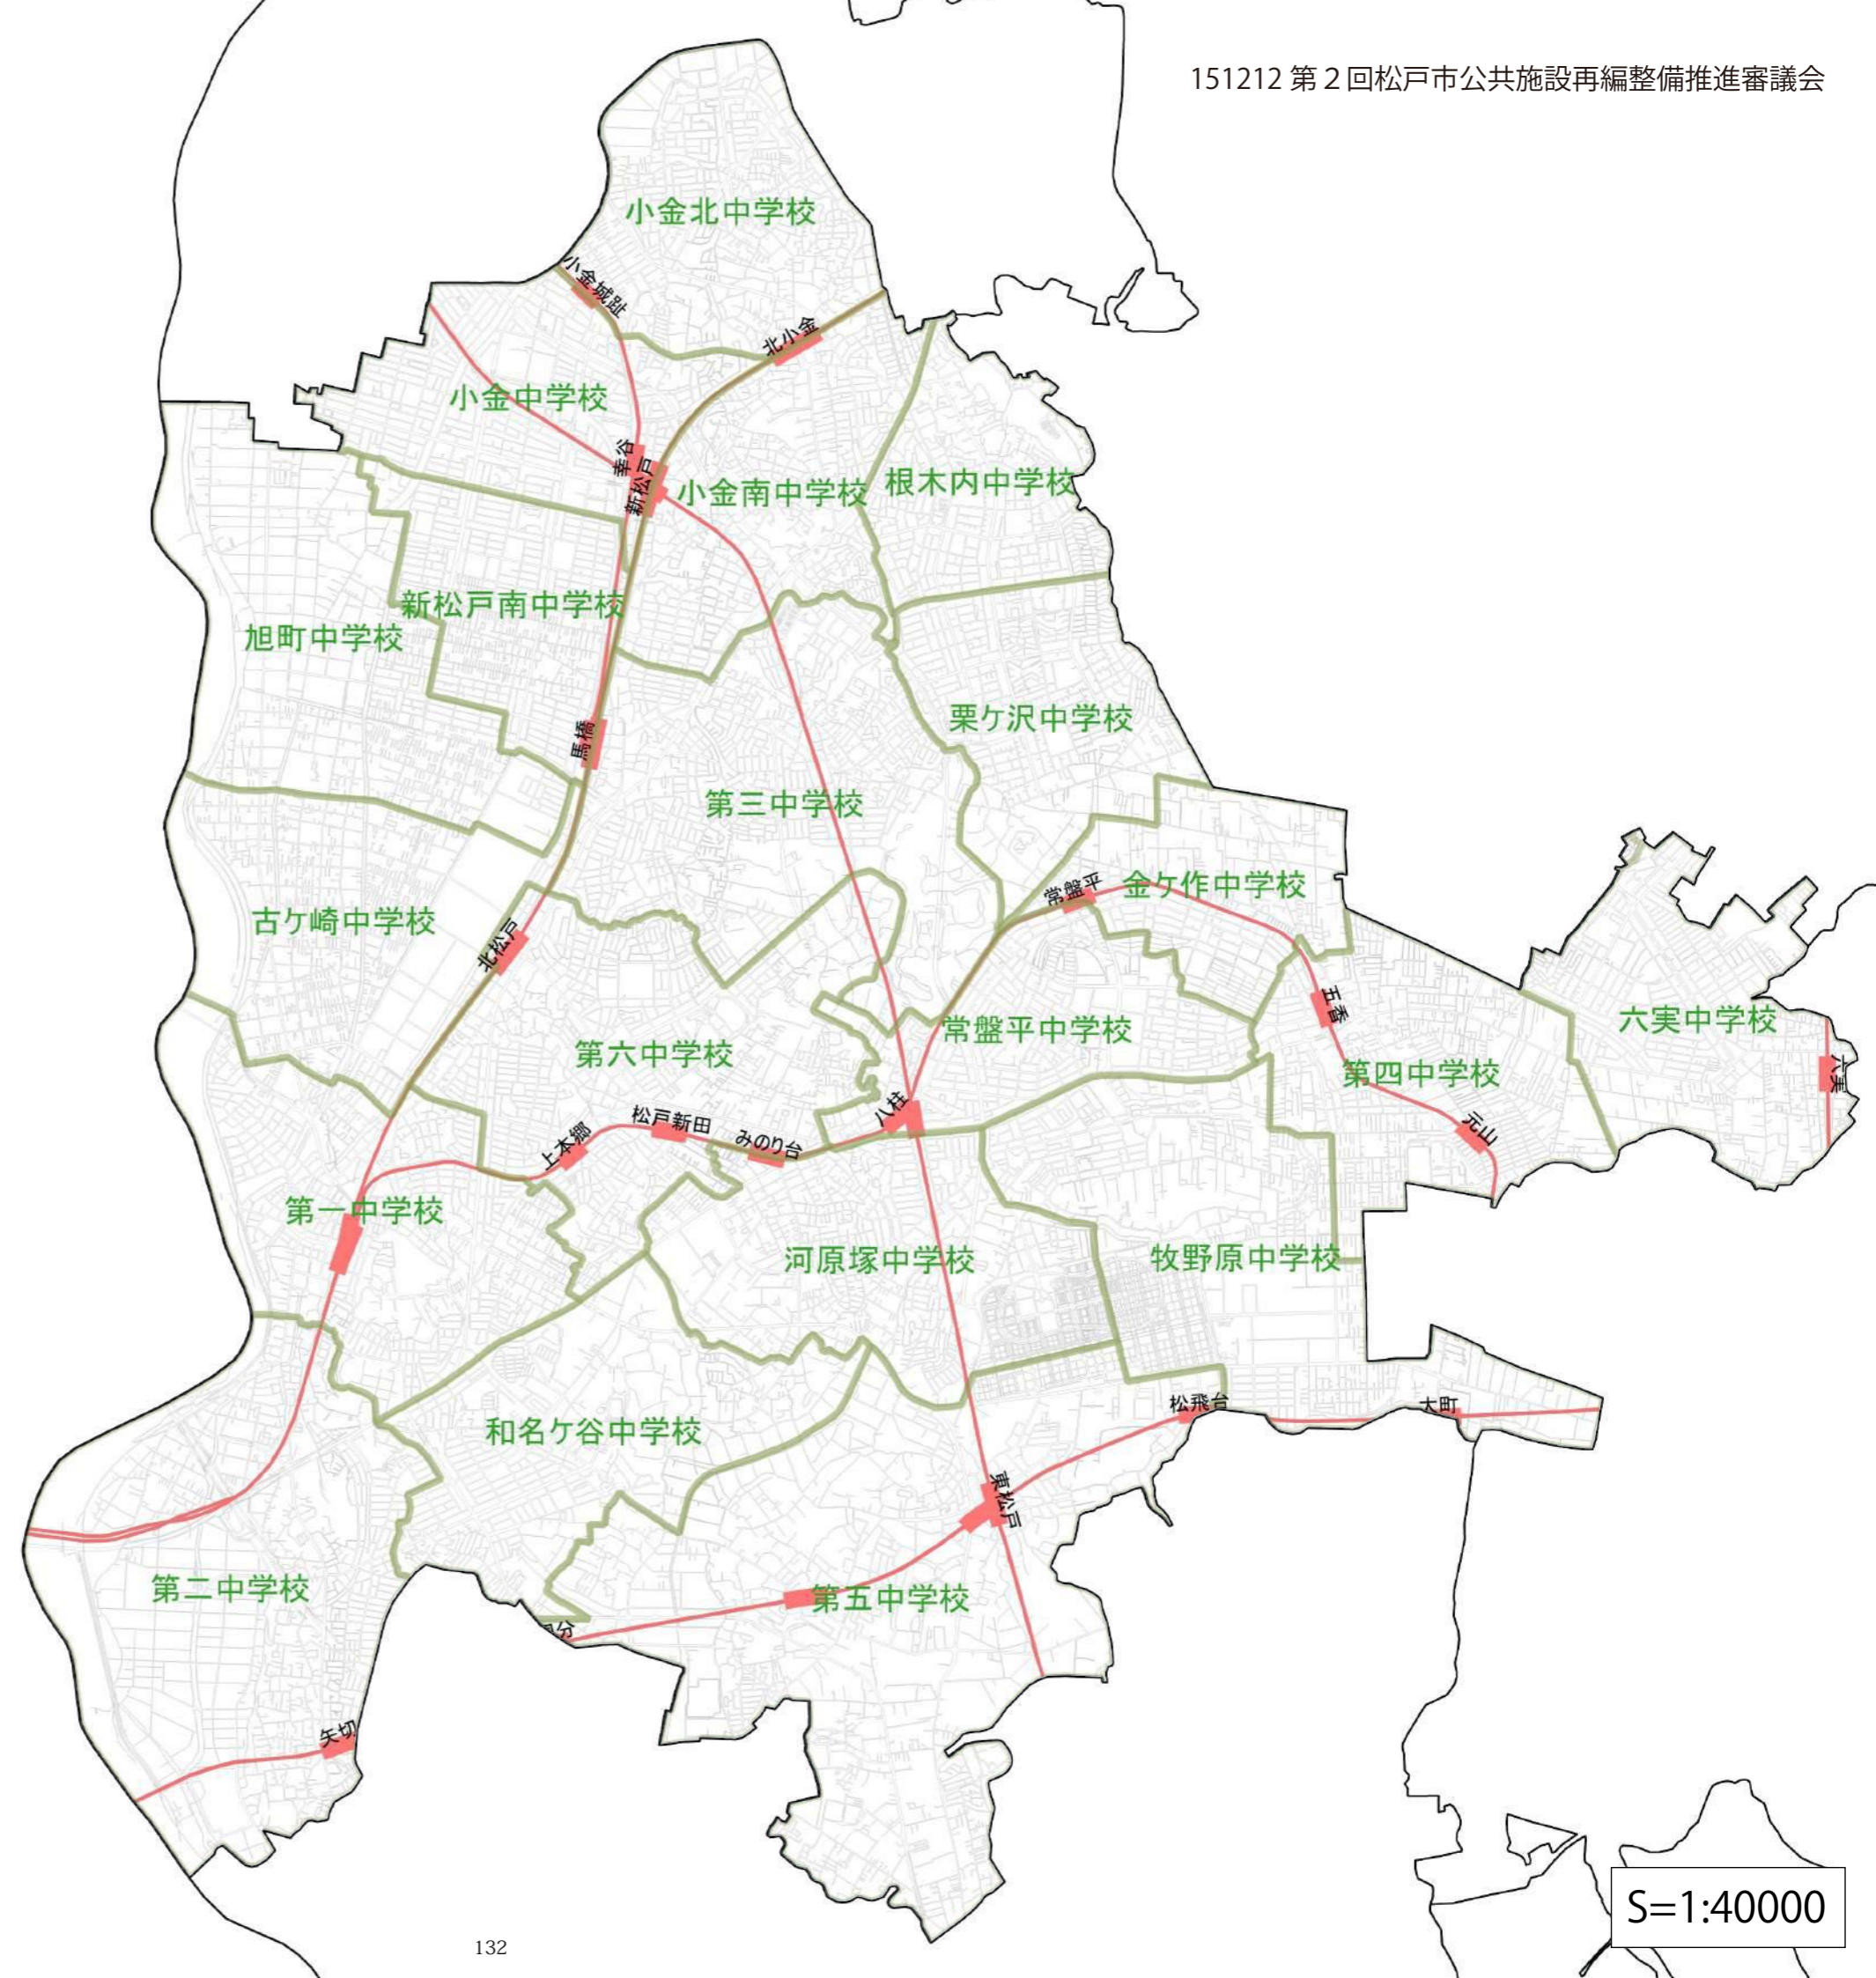 151212 第２回松戸市公共施設再編整備推進審議会
小金北中学校
小金城趾
北小金
小金中学校
幸谷
新松戸
小金南中学校
根木内中学校
新松戸南中学校
旭町中学校
栗ケ沢中学校
馬橋
第三中学校
常盤平
金ケ作中学校
古ケ崎中学校
北松戸
五香
六実中学校
常盤平中学校
第六中学校
第四中学校
六実
八柱
松戸新田
みのり台
上本郷
元山
第一中学校
河原塚中学校
牧野原中学校
松飛台
大町
和名ケ谷中学校
東松戸
第二中学校
第五中学校
分
矢切
S=1:40000
132